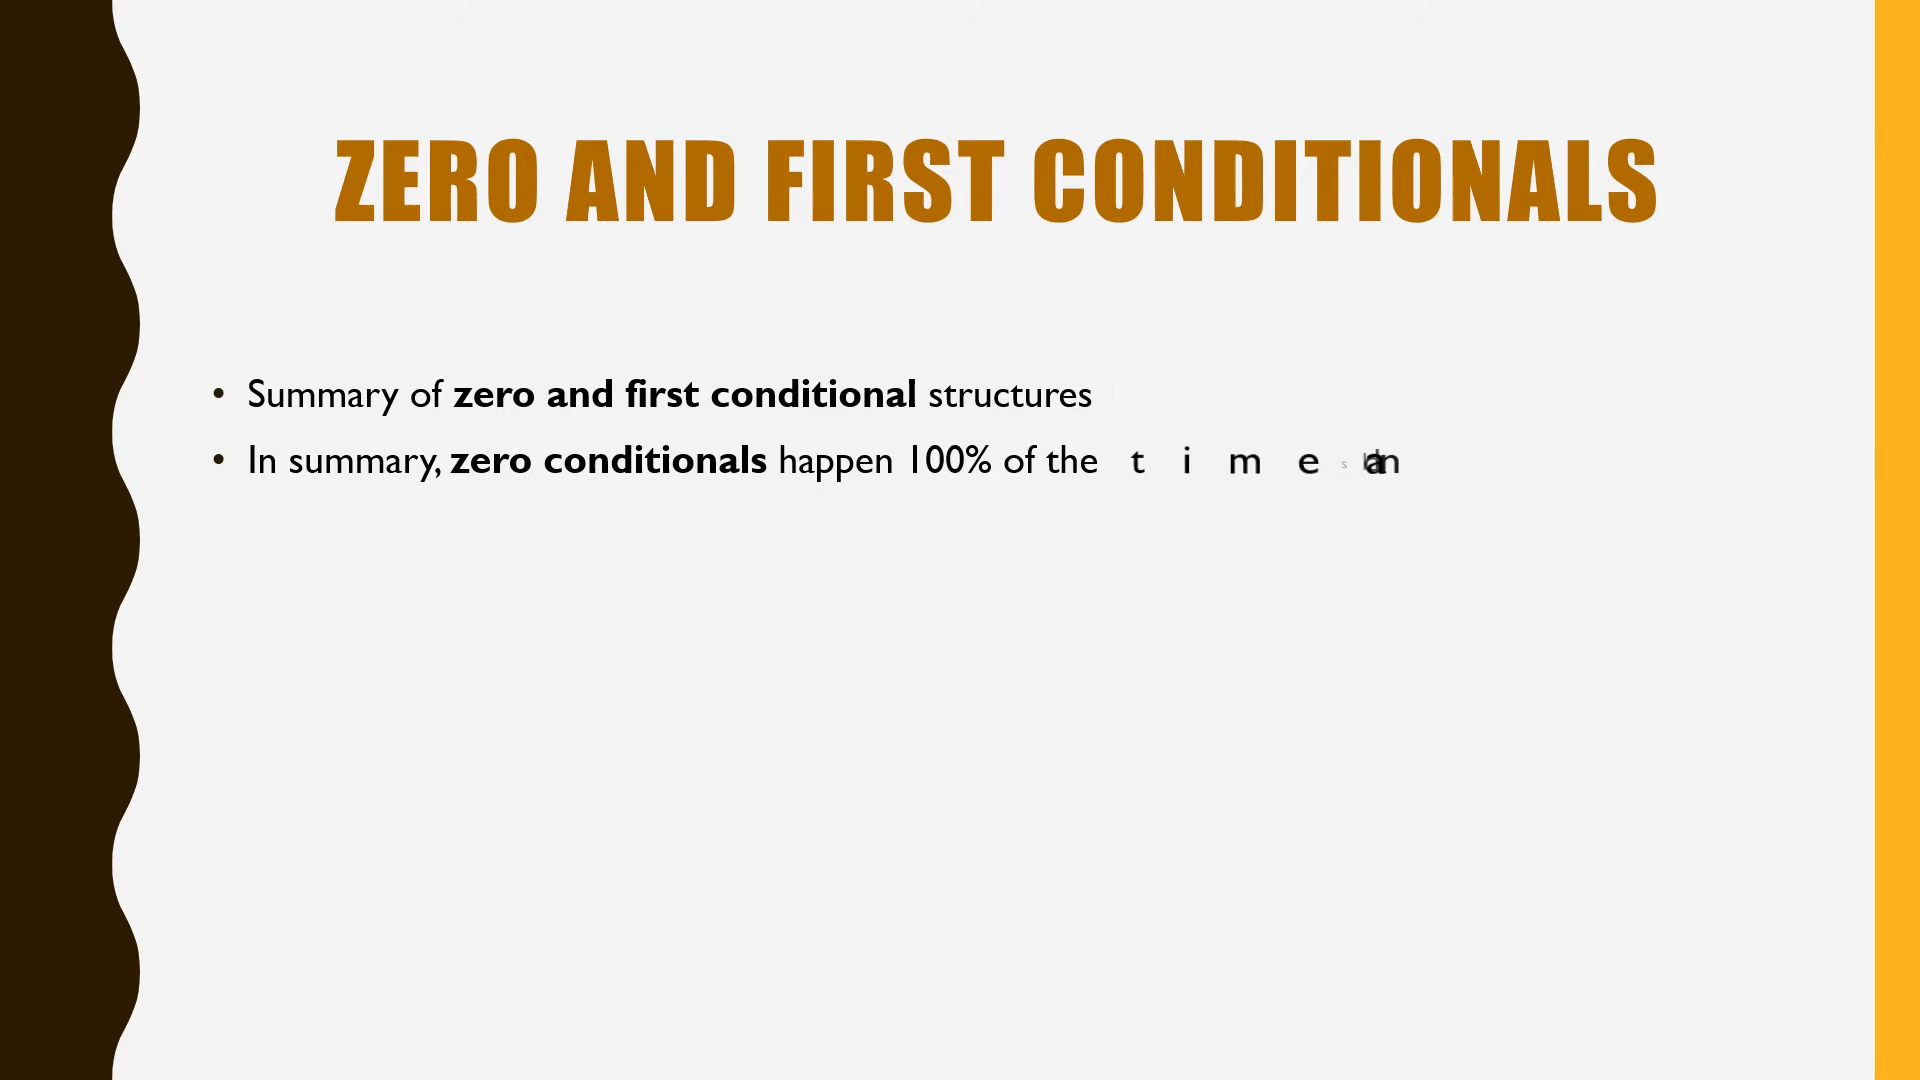 ZERO AND FIRST CONDITIONALS
• Summary of zero and first conditional structures
• In summary, zero conditionals happen 100% of the time